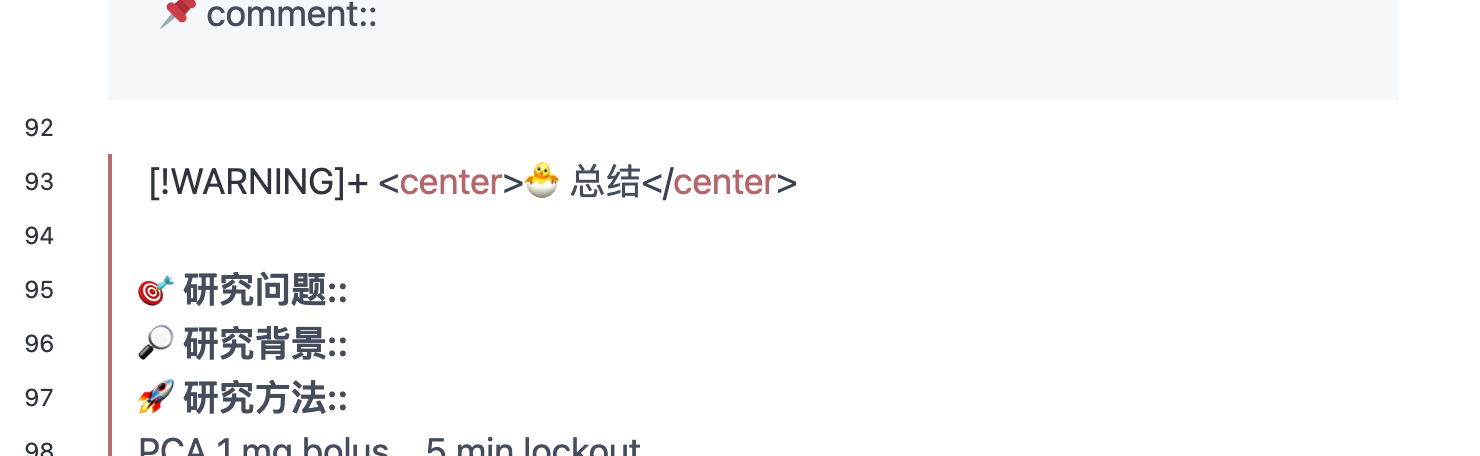 📌 comment::
92
93 [!WARNING]+ <center>🐣 总结</center>
94
95 🎯 研究问题::
96 🔎 研究背景::
97 🚀 研究方法::
98 PCA 1 mg bolus, 5 min lockout